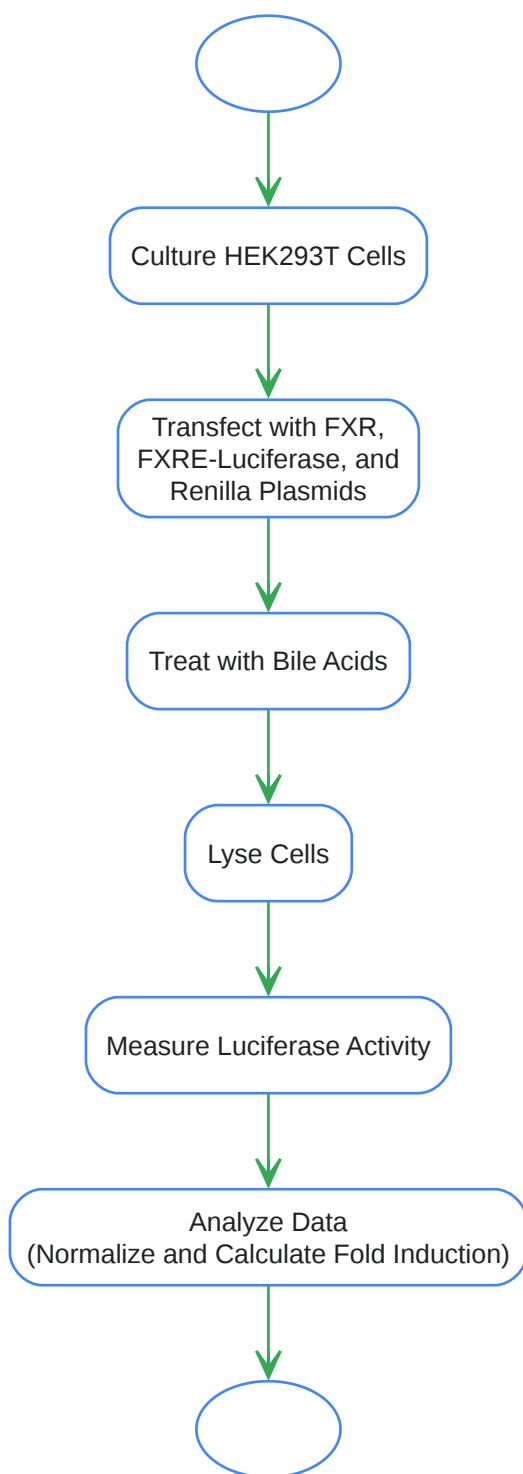 Culture HEK293T Cells
Transfect with FXR,
FXRE-Luciferase, and
Renilla Plasmids
Treat with Bile Acids
Lyse Cells
Measure Luciferase Activity
Analyze Data
(Normalize and Calculate Fold Induction)